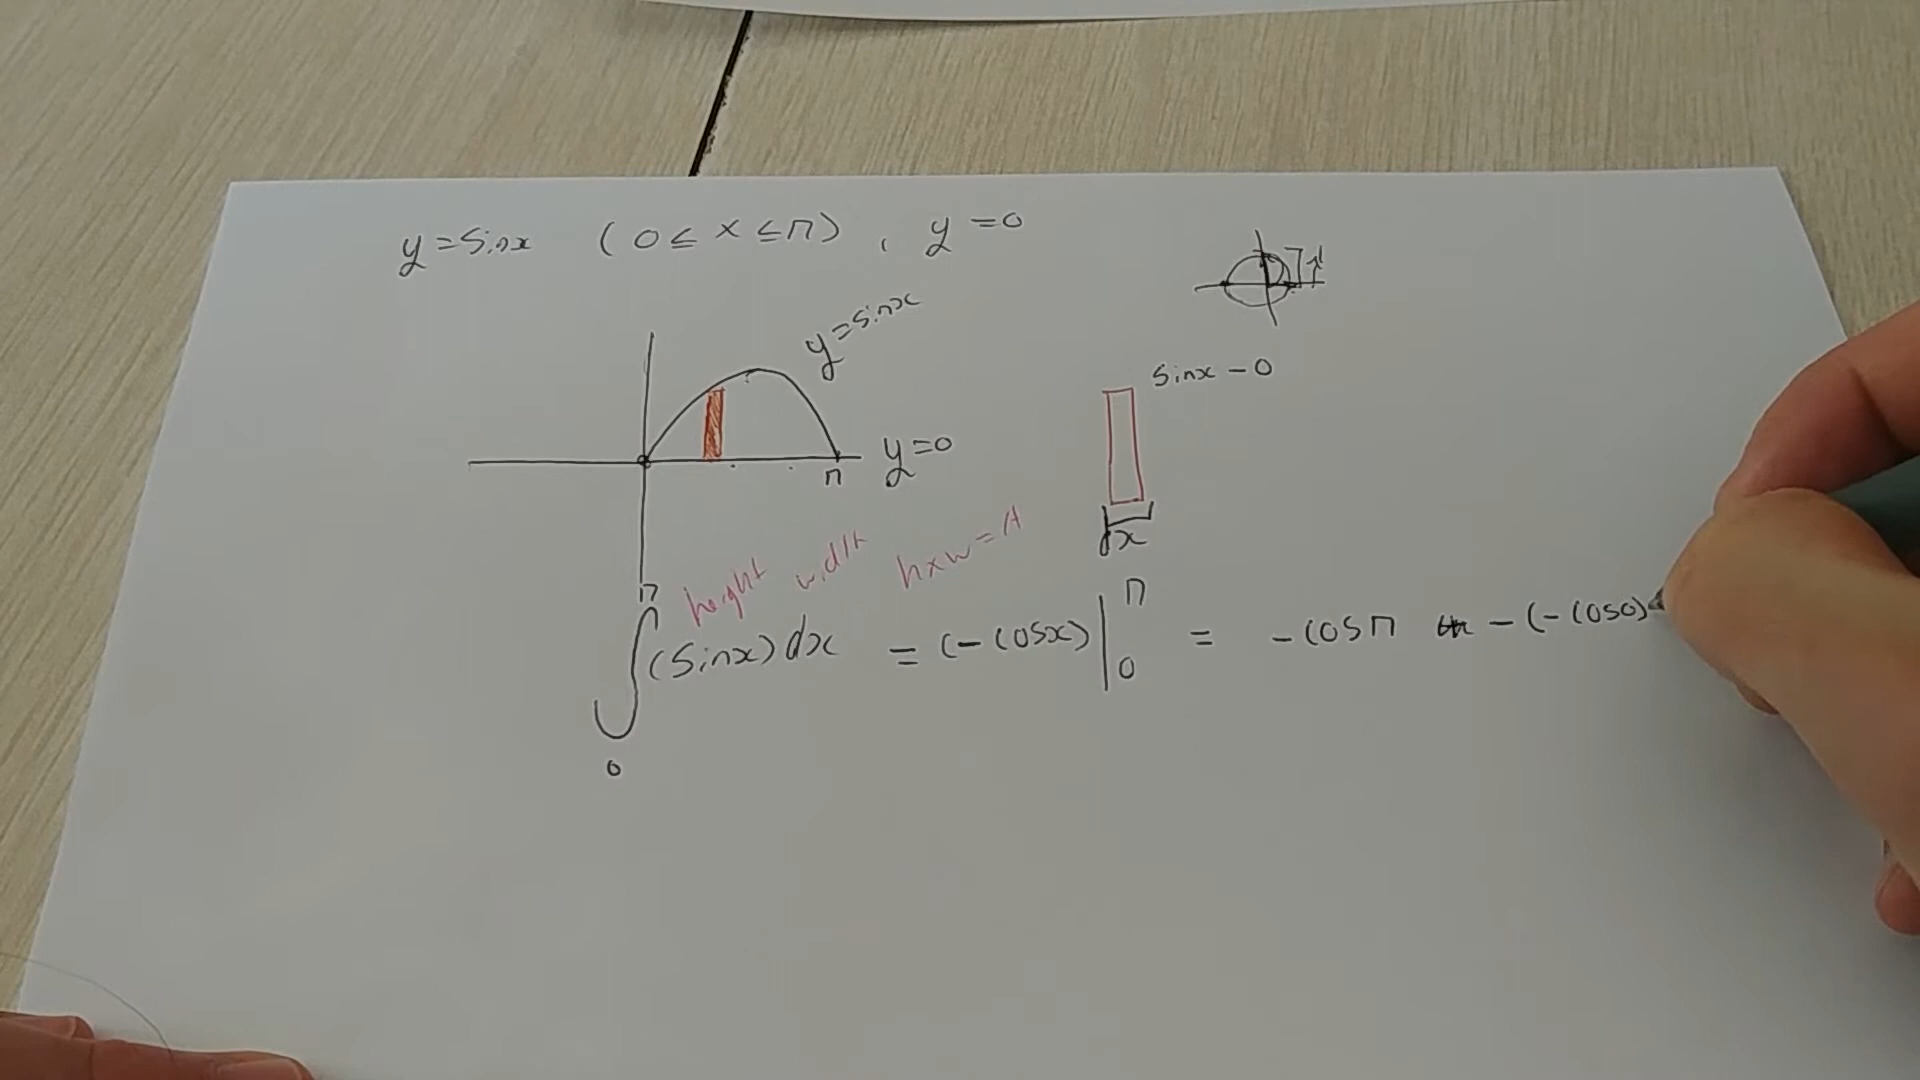 y = sinx (0 ≤ x ≤ π), y = 0
y = sinx
sinx - 0
y = 0
π
dx
height width h x w = A
∫ π 0 (sinx) dx = (-cosx) | π 0 = -cosπ - (-cos0)